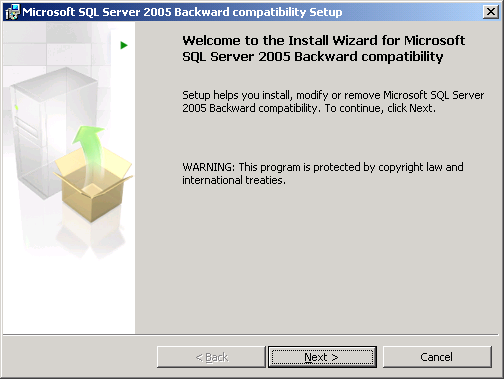 Microsoft SQL Server 2005 Backward compatibility Setup
Welcome to the Install Wizard for Microsoft
SQL Server 2005 Backward compatibility
Setup helps you install, modify or remove Microsoft SQL Server
2005 Backward compatibility. To continue, click Next.
WARNING: This program is protected by copyright law and
international treaties.
< Back
Next >
Cancel